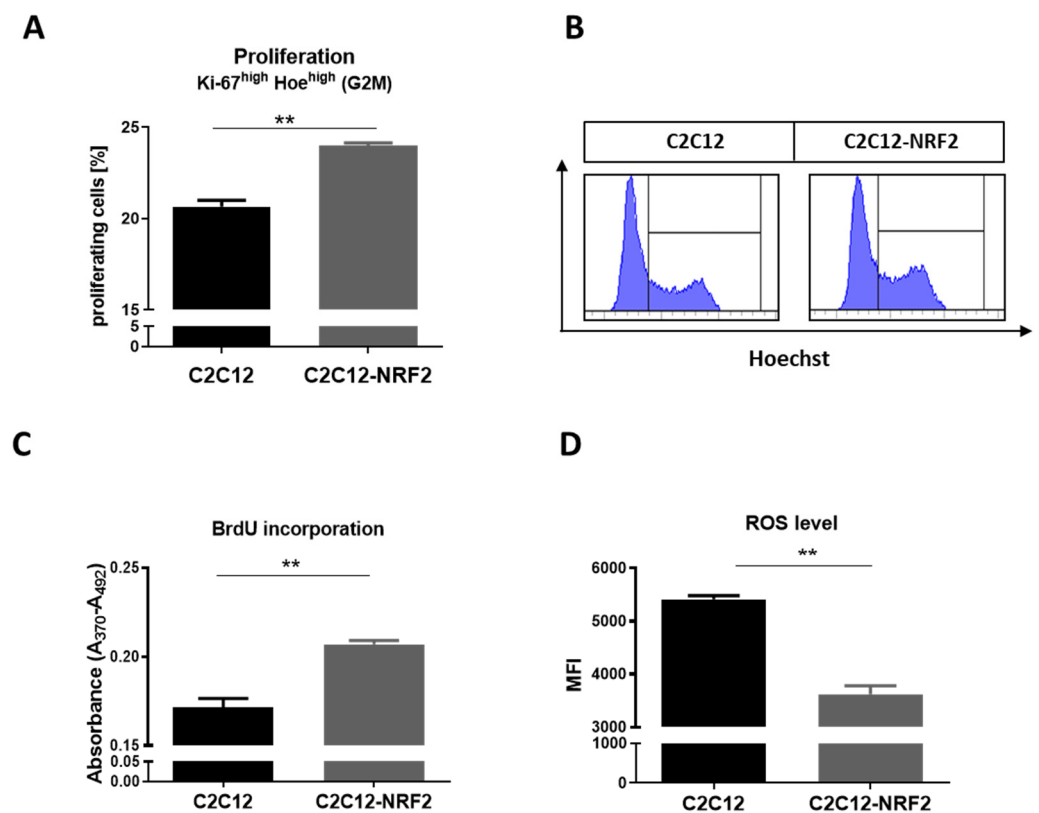 A
Proliferation
Ki-67high Hoehigh (G2M)
**
proliferating cells [%]
25
20
15
5
0
C2C12
C2C12-NRF2
B
C2C12
C2C12-NRF2
Hoechst
C
BrdU incorporation
**
Absorbance (A370-A492)
0.25
0.20
0.15
0.05
0.00
C2C12
C2C12-NRF2
D
ROS level
**
MFI
6000
5000
4000
3000
1000
0
C2C12
C2C12-NRF2